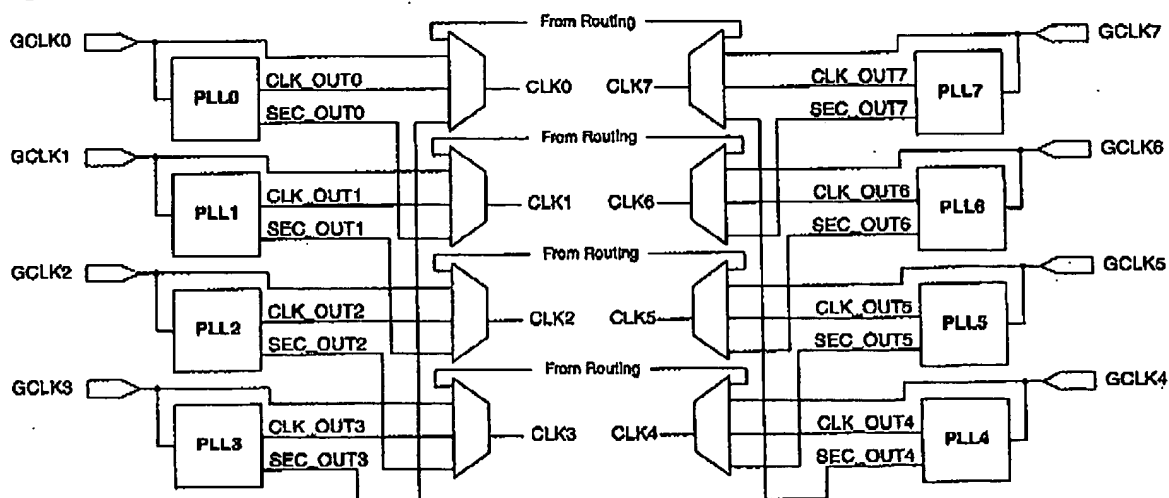 From Routing
GCLK0
GCLK7
PLL0
CLK_OUT0
SEC_OUT0
CLK0
CLK7
CLK_OUT7
SEC_OUT7
PLL7
From Routing
GCLK1
GCLK6
PLL1
CLK_OUT1
SEC_OUT1
CLK1
CLK6
CLK_OUT6
SEC_OUT6
PLL6
From Routing
GCLK2
GCLK5
PLL2
CLK_OUT2
SEC_OUT2
CLK2
CLK5
CLK_OUT5
SEC_OUT5
PLL5
From Routing
GCLK3
GCLK4
PLL3
CLK_OUT3
SEC_OUT3
CLK3
CLK4
CLK_OUT4
SEC_OUT4
PLL4